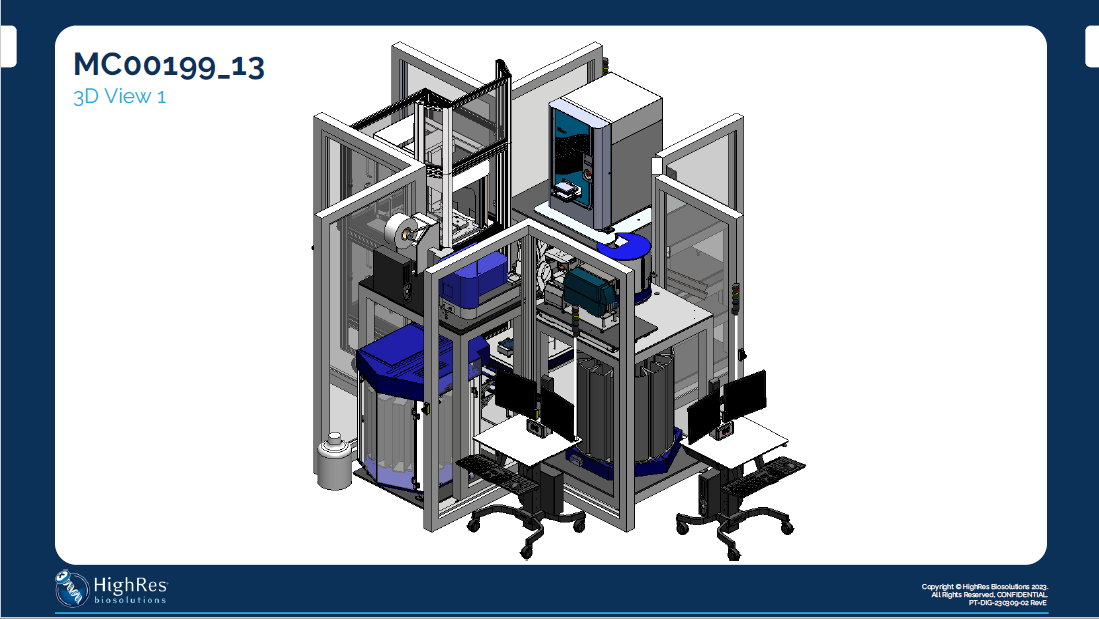 MC00199_13
3D View 1
HighRes
biosolutions
Copyright © HighRes Biosolutions 2023.
All Rights Reserved, CONFIDENTIAL.
PT-DIG-230309-02 RevE